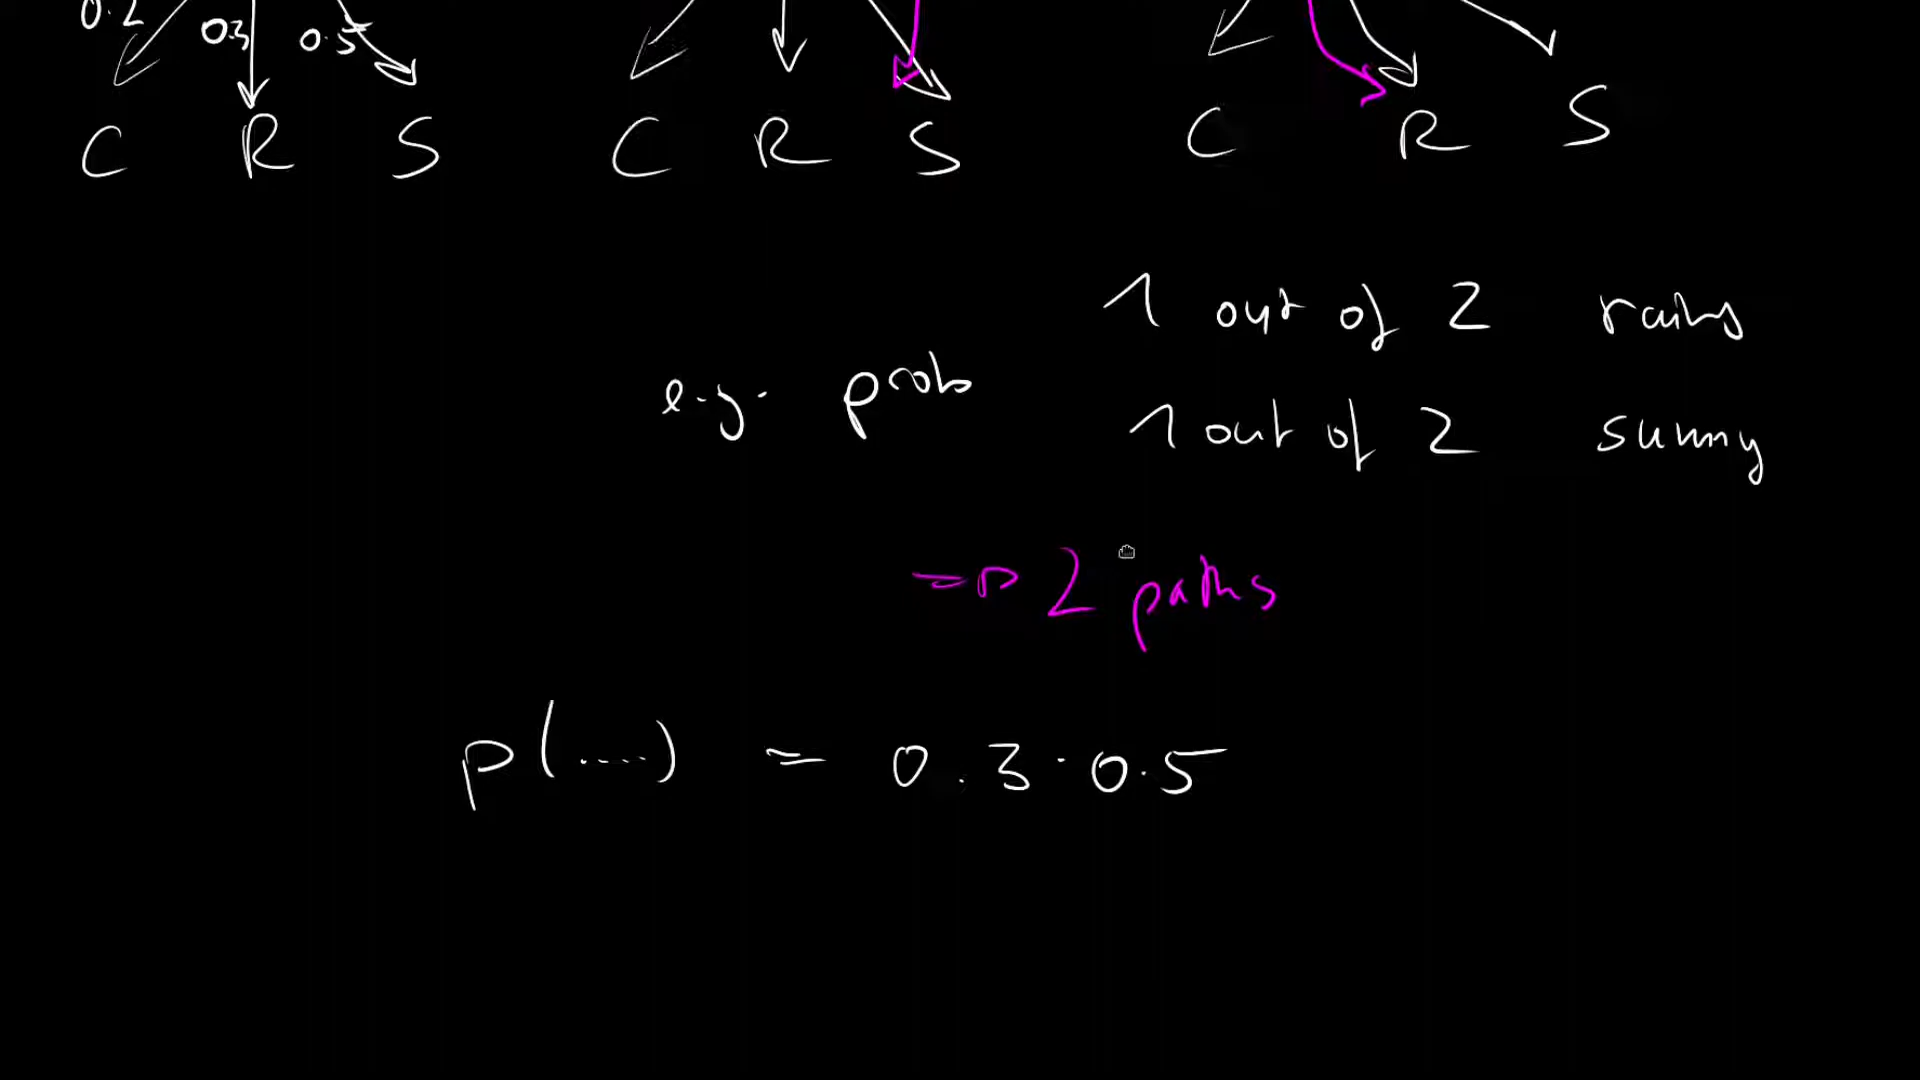 0.2 0.3 0.5
C R S C R S C R S
1 out of 2 rains
e.g. prob
1 out of 2 sunny
=> 2 paths
p(....) = 0.3 · 0.5